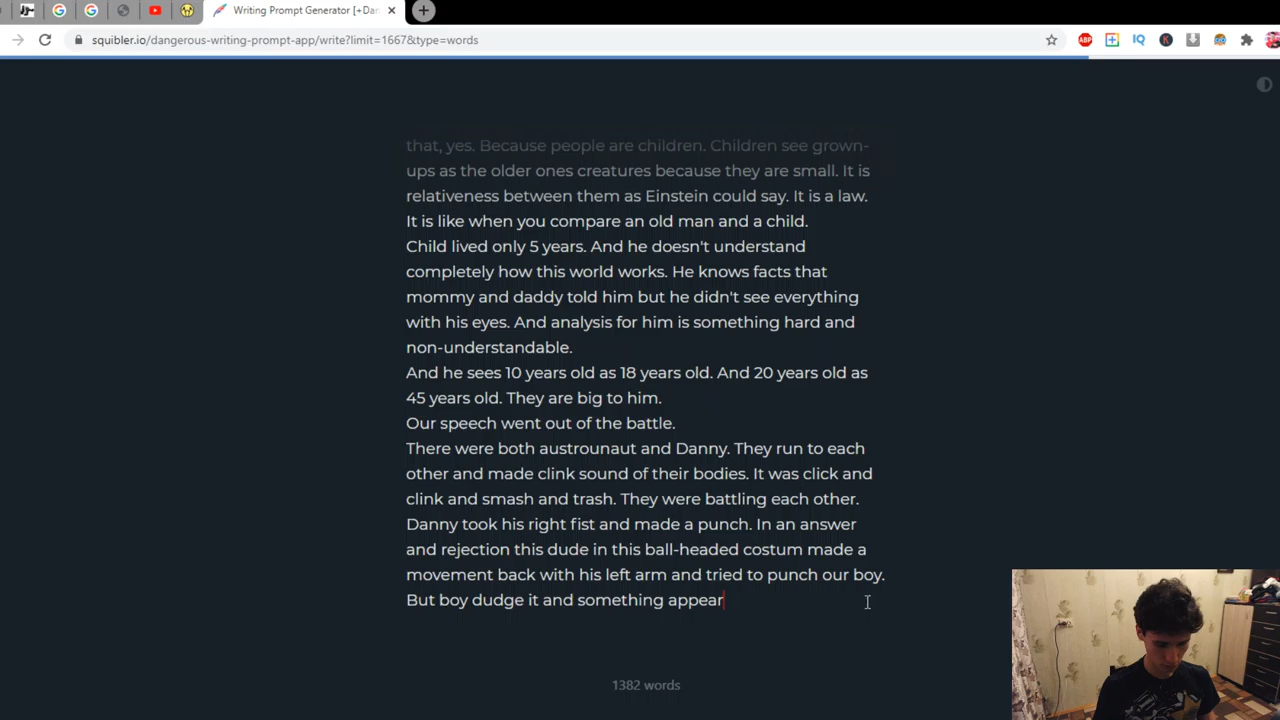 Writing Prompt Generator [+Dan
squibler.io/dangerous-writing-prompt-app/write?limit=1667&type=words
ABP
IQ
K
that, yes. Because people are children. Children see grown-
ups as the older ones creatures because they are small. It is
relativeness between them as Einstein could say. It is a law.
It is like when you compare an old man and a child.
Child lived only 5 years. And he doesn't understand
completely how this world works. He knows facts that
mommy and daddy told him but he didn't see everything
with his eyes. And analysis for him is something hard and
non-understandable.
And he sees 10 years old as 18 years old. And 20 years old as
45 years old. They are big to him.
Our speech went out of the battle.
There were both austrounaut and Danny. They run to each
other and made clink sound of their bodies. It was click and
clink and smash and trash. They were battling each other.
Danny took his right fist and made a punch. In an answer
and rejection this dude in this ball-headed costum made a
movement back with his left arm and tried to punch our boy.
But boy dudge it and something appear
1382 words